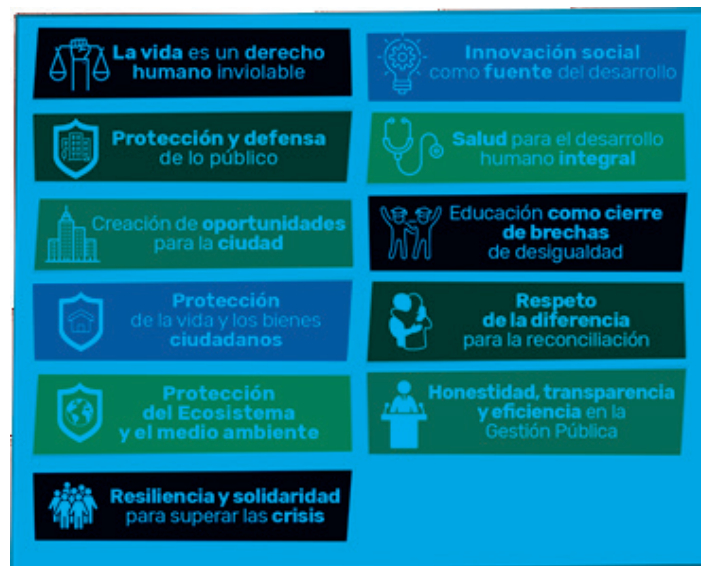 La vida es un derecho
humano inviolable
Protección y defensa
de lo público
Creación de oportunidades
para la ciudad
Protección
de la vida y los bienes
ciudadanos
Protección
del Ecosistema
y el medio ambiente
Resiliencia y solidaridad
para superar las crisis
Innovación social
como fuente del desarrollo
Salud para el desarrollo
humano integral
Educación como cierre
de brechas
de desigualdad
Respeto
de la diferencia
para la reconciliación
Honestidad, transparencia
y eficiencia en la
Gestión Pública